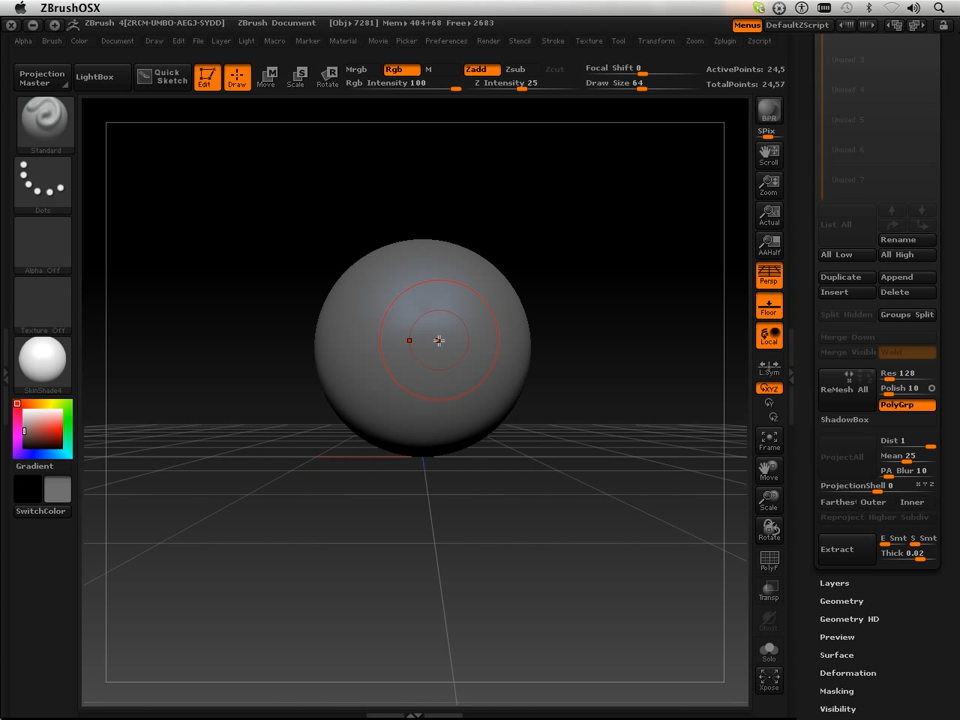 ZBrushOSX
ZBrush 4[ZRCM-UMBO-AEGJ-SYDD] ZBrush Document [Obj▸7281] Mem▸404+68 Free▸2683 Menus DefaultZScript
Alpha Brush Color Document Draw Edit File Layer Light Macro Marker Material Movie Picker Preferences Render Stencil Stroke Texture Tool Transform Zoom Zplugin Zscript
Projection Master
LightBox
Quick Sketch
Edit
Draw
Move
Scale
Rotate
Mrgb Rgb M
Rgb Intensity 100
Zadd Zsub Zcut
Z Intensity 25
Focal Shift 0
Draw Size 64
ActivePoints: 24,5
TotalPoints: 24,57
Standard
Dots
Alpha Off
Texture Off
SkinShade4
Gradient
SwitchColor
BPR
SPix
Scroll
Zoom
Actual
AAHalf
Persp
Floor
Local
L.Sym
XYZ
Frame
Move
Scale
Rotate
PolyF
Transp
Solo
Xpose
Unused 3
Unused 4
Unused 5
Unused 6
Unused 7
List All
Rename
All Low All High
Duplicate Append
Insert Delete
Split Hidden Groups Split
Merge Down
Merge Visible Weld
ReMesh All
Res 128
Polish 10
PolyGrp
ShadowBox
ProjectAll
Dist 1
Mean 25
PA Blur 10
ProjectionShell 0
Farthest Outer Inner
Reproject Higher Subdiv
Extract
E Smt S Smt
Thick 0.02
Layers
Geometry
Geometry HD
Preview
Surface
Deformation
Masking
Visibility